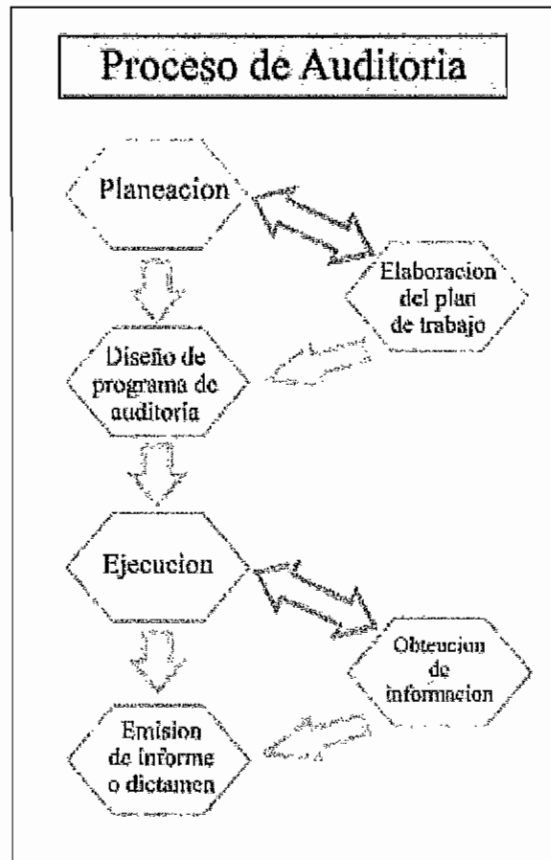 Proceso de Auditoria
Planeacion
Elaboracion
del plan
de trabajo
Diseño de
programa de
auditoria
Ejecucion
Obtencion
de
informacion
Emision
de informe
o dictamen